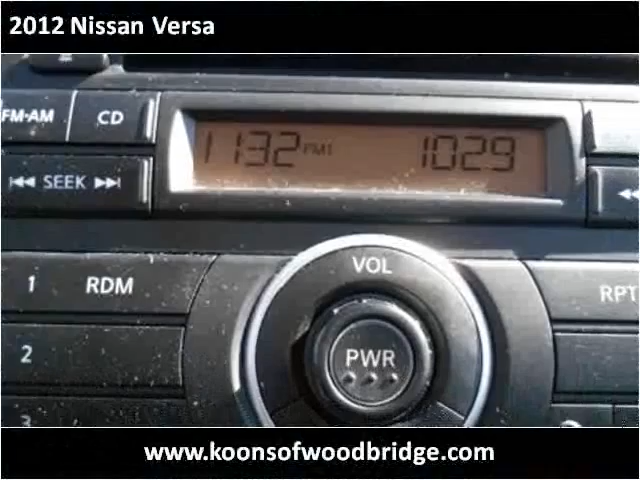 2012 Nissan Versa
FM·AM
CD
1132 FM1 1029
SEEK
VOL
1 RDM
RPT
2
PWR
3
www.koonsofwoodbridge.com